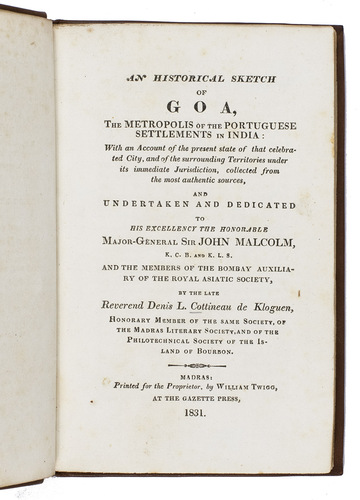 AN HISTORICAL SKETCH
OF
GOA,
THE METROPOLIS OF THE PORTUGUESE
SETTLEMENTS IN INDIA:
With an Account of the present state of that celebra-
ted City, and of the surrounding Territories under
its immediate Jurisdiction, collected from
the most authentic sources,
AND
UNDERTAKEN AND DEDICATED
TO
HIS EXCELLENCY THE HONORABLE
MAJOR-GENERAL SIR JOHN MALCOLM,
K. C. B. AND K. L. S.
AND THE MEMBERS OF THE BOMBAY AUXILIA-
RY OF THE ROYAL ASIATIC SOCIETY,
BY THE LATE
Reverend Denis L. Cottineau de Kloguen,
HONORARY MEMBER OF THE SAME SOCIETY, OF
THE MADRAS LITERARY SOCIETY, AND OF THE
PHILOTECHNICAL SOCIETY OF THE IS-
LAND OF BOURBON.
MADRAS:
Printed for the Proprietor, by WILLIAM TWIGG,
AT THE GAZETTE PRESS,
1831.